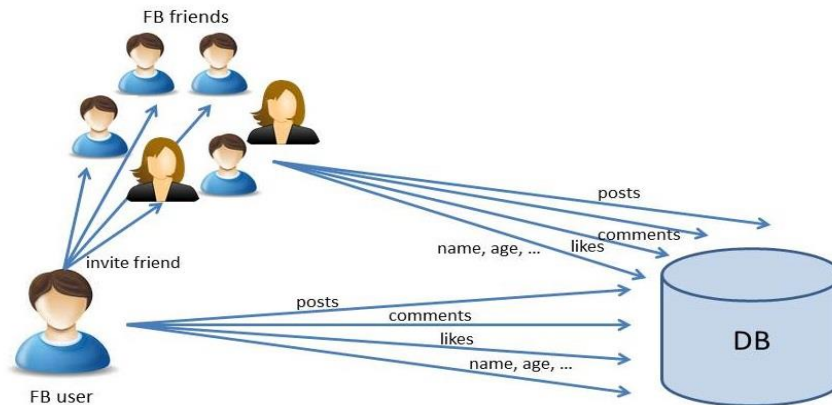 FB friends
posts
comments
likes
name, age, ...
invite friend
posts
comments
likes
name, age, ...
DB
FB user